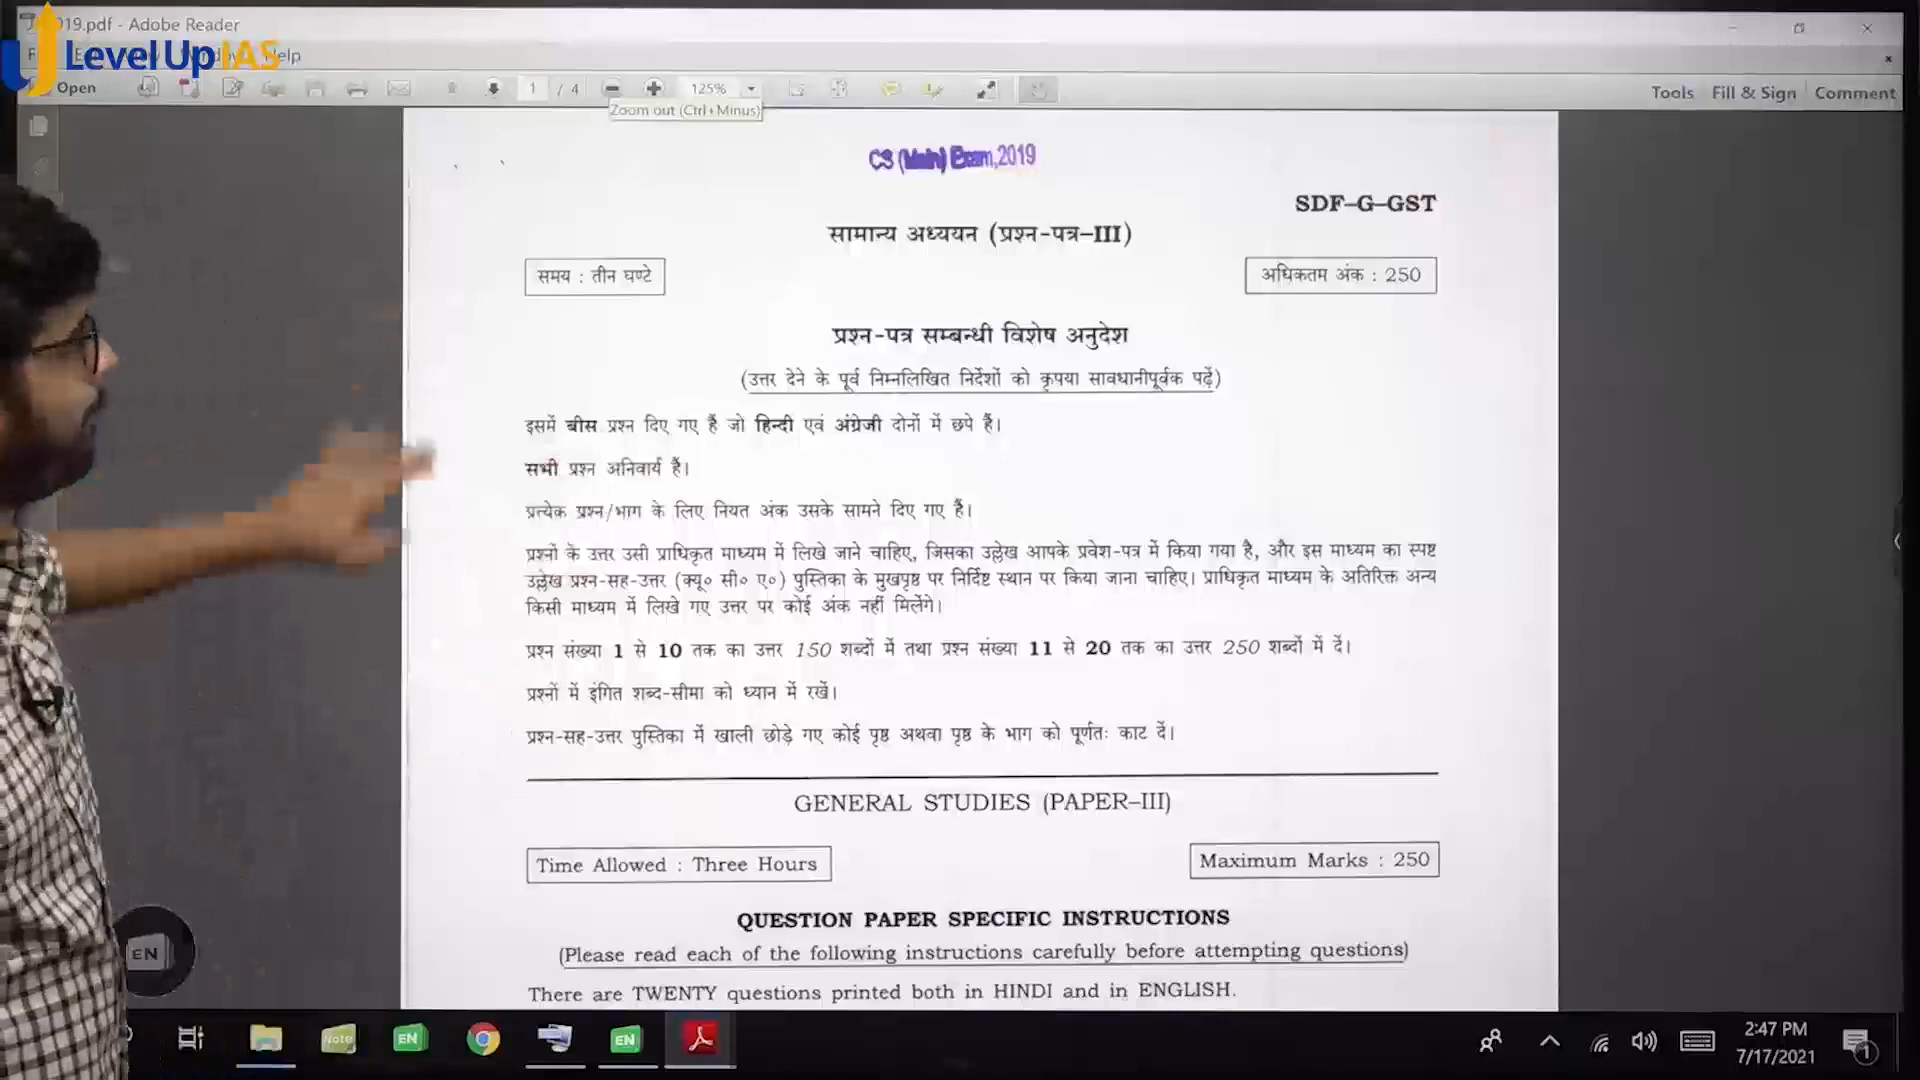 2019.pdf - Adobe Reader
Level Up IAS
Help
Open
1 / 4
125%
Tools Fill & Sign Comment
Zoom out (Ctrl+Minus)
CS (Main) Exam,2019
SDF–G–GST
सामान्य अध्ययन (प्रश्न-पत्र–III)
समय : तीन घण्टे
अधिकतम अंक : 250
प्रश्न-पत्र सम्बन्धी विशेष अनुदेश
(उत्तर देने के पूर्व निम्नलिखित निर्देशों को कृपया सावधानीपूर्वक पढ़ें)
इसमें बीस प्रश्न दिए गए हैं जो हिन्दी एवं अंग्रेजी दोनों में छपे हैं।
सभी प्रश्न अनिवार्य हैं।
प्रत्येक प्रश्न/भाग के लिए नियत अंक उसके सामने दिए गए हैं।
प्रश्नों के उत्तर उसी प्राधिकृत माध्यम में लिखे जाने चाहिए, जिसका उल्लेख आपके प्रवेश-पत्र में किया गया है, और इस माध्यम का स्पष्ट
उल्लेख प्रश्न-सह-उत्तर (क्यू० सी० ए०) पुस्तिका के मुखपृष्ठ पर निर्दिष्ट स्थान पर किया जाना चाहिए। प्राधिकृत माध्यम के अतिरिक्त अन्य
किसी माध्यम में लिखे गए उत्तर पर कोई अंक नहीं मिलेंगे।
प्रश्न संख्या 1 से 10 तक का उत्तर 150 शब्दों में तथा प्रश्न संख्या 11 से 20 तक का उत्तर 250 शब्दों में दें।
प्रश्नों में इंगित शब्द-सीमा को ध्यान में रखें।
प्रश्न-सह-उत्तर पुस्तिका में खाली छोड़े गए कोई पृष्ठ अथवा पृष्ठ के भाग को पूर्णतः काट दें।
GENERAL STUDIES (PAPER–III)
Time Allowed : Three Hours
Maximum Marks : 250
QUESTION PAPER SPECIFIC INSTRUCTIONS
(Please read each of the following instructions carefully before attempting questions)
There are TWENTY questions printed both in HINDI and in ENGLISH.
EN
Note
EN
EN
2:47 PM
7/17/2021
1